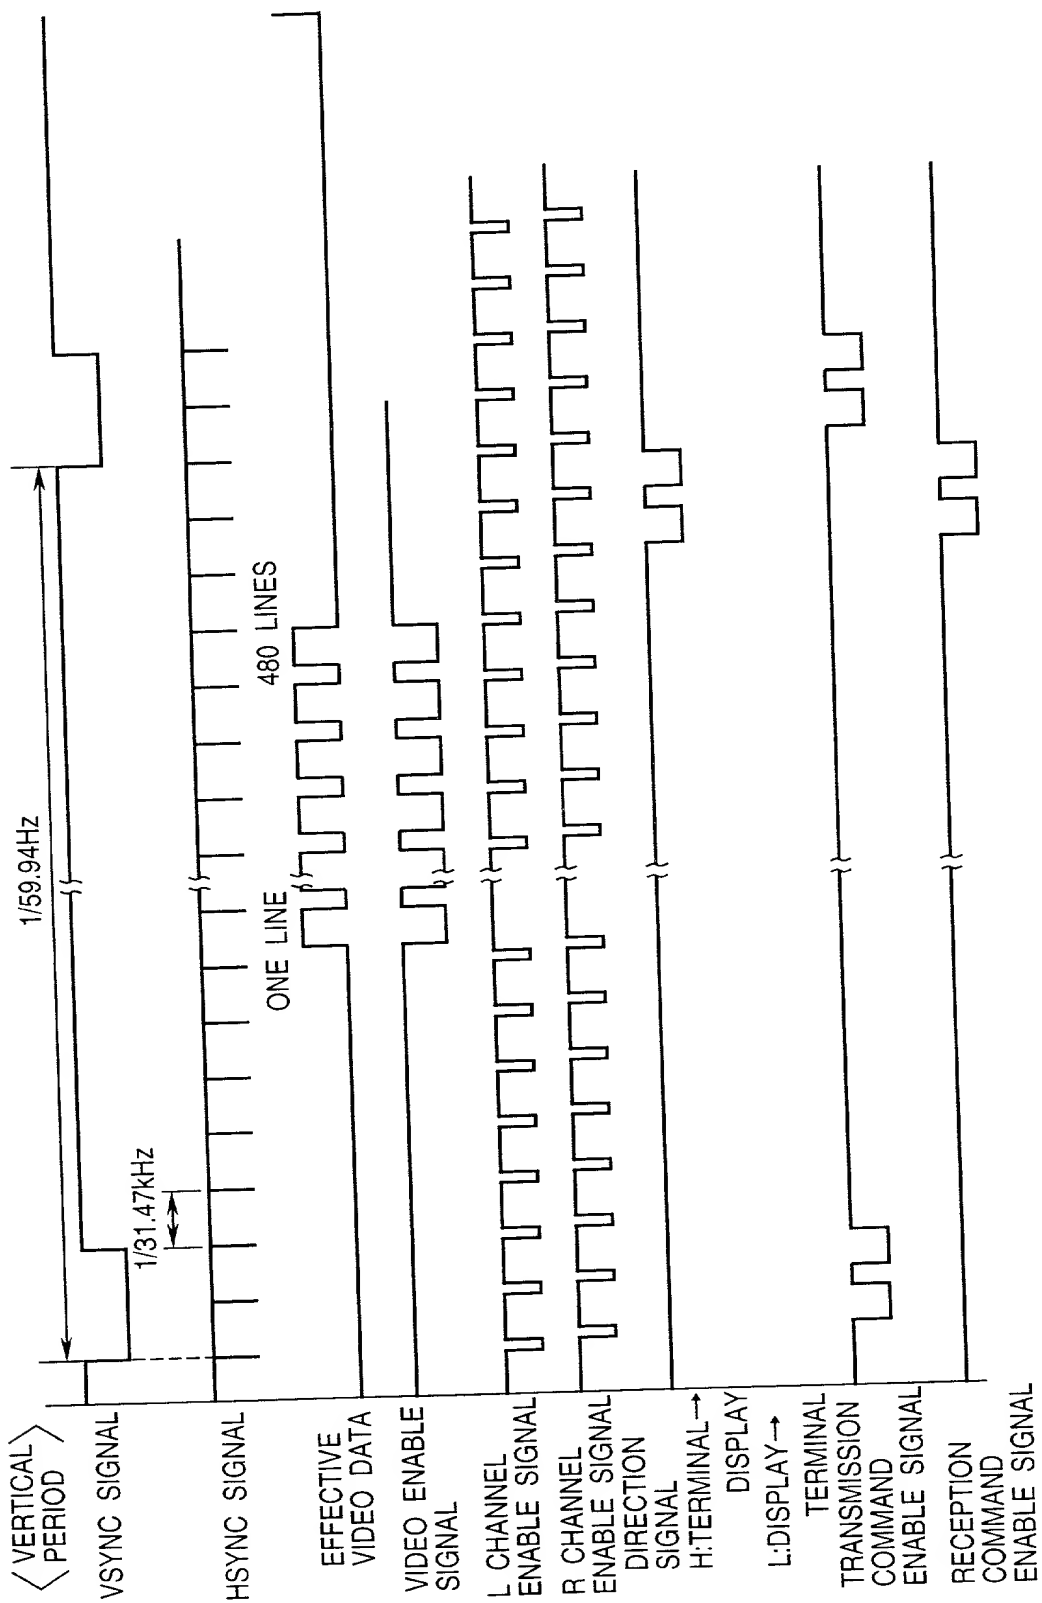 〈VERTICAL
PERIOD〉
1/59.94Hz
VSYNC SIGNAL
1/31.47kHz
HSYNC SIGNAL
ONE LINE
480 LINES
EFFECTIVE
VIDEO DATA
VIDEO ENABLE
SIGNAL
L CHANNEL
ENABLE SIGNAL
R CHANNEL
ENABLE SIGNAL
DIRECTION
SIGNAL
H:TERMINAL→
DISPLAY
L:DISPLAY→
TERMINAL
TRANSMISSION
COMMAND
ENABLE SIGNAL
RECEPTION
COMMAND
ENABLE SIGNAL